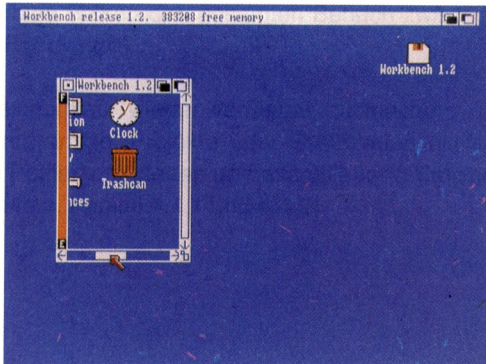 Workbench release 1.2. 383208 free memory
Workbench 1.2
Workbench 1.2
F
ion
Clock
y
Trashcan
nces
E